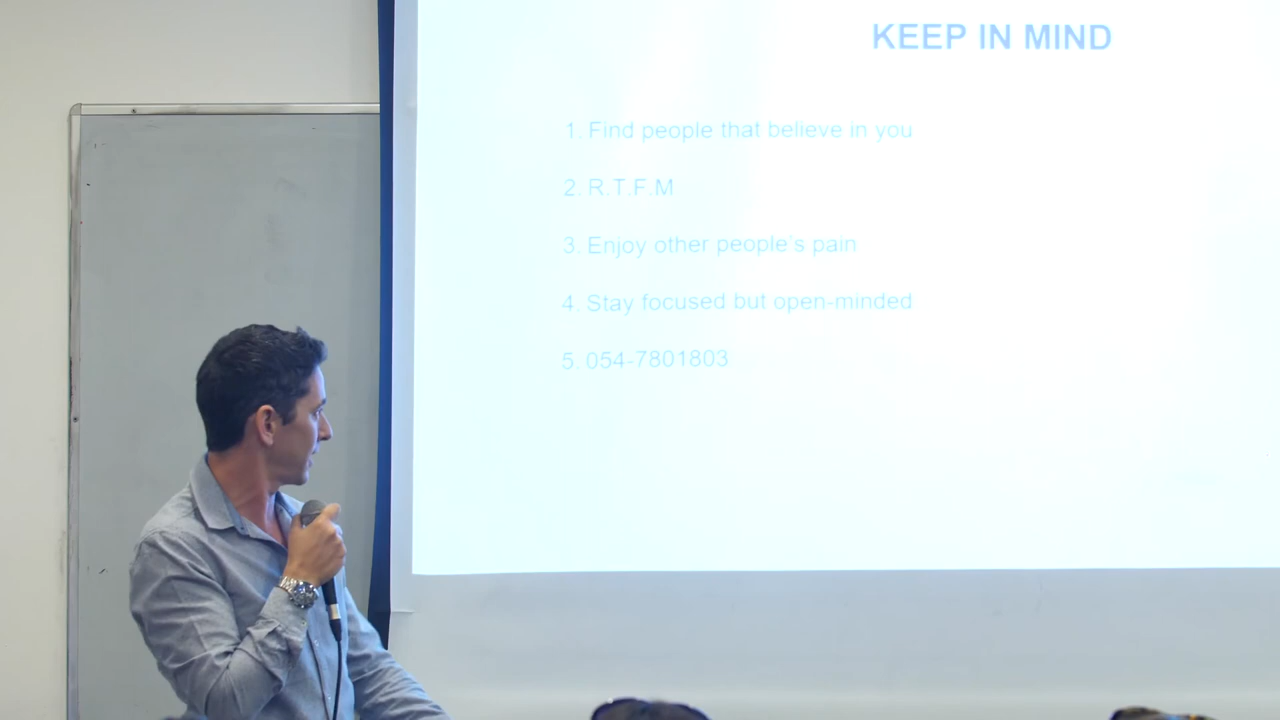 KEEP IN MIND
1. Find people that believe in you
2. R.T.F.M
3. Enjoy other people's pain
4. Stay focused but open-minded
5. 054-7801803